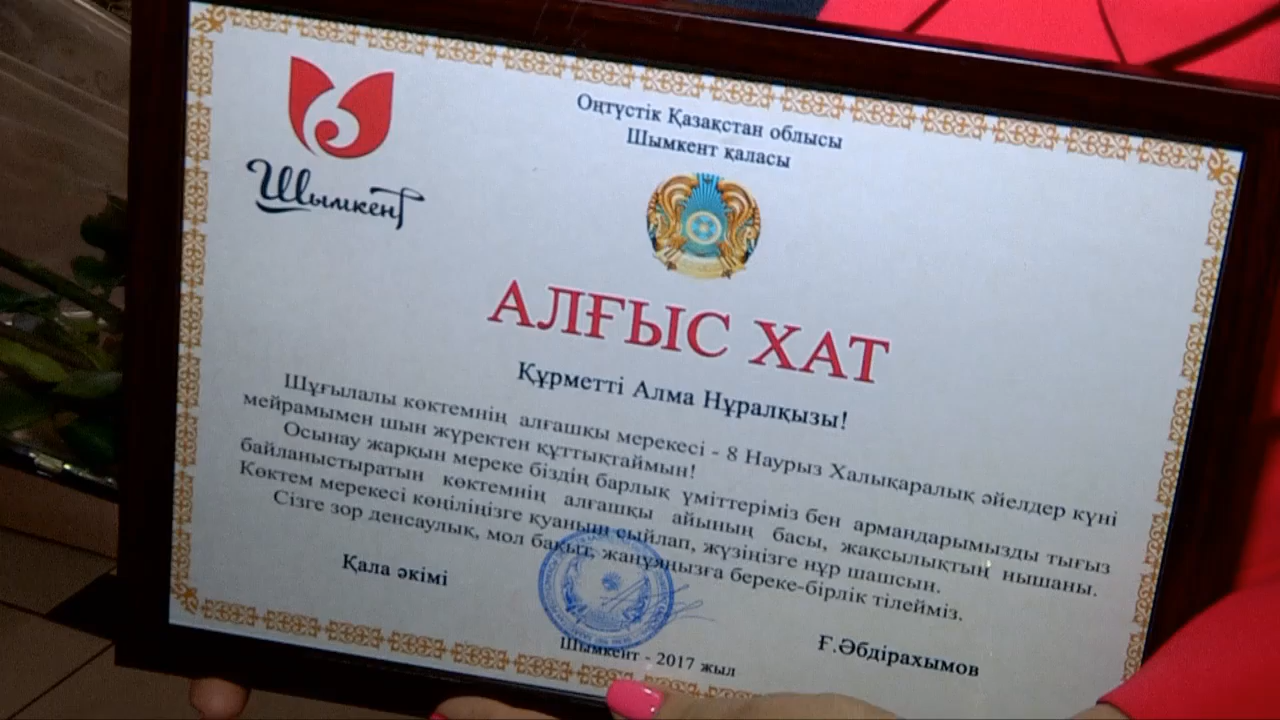 Шымкент
Оңтүстік Қазақстан облысы
Шымкент қаласы
АЛҒЫС ХАТ
Құрметті Алма Нұралқызы!
Шұғылалы көктемнің алғашқы мерекесі - 8 Наурыз Халықаралық әйелдер күні
мейрамымен шын жүректен құттықтаймын!
Осынау жарқын мереке біздің барлық үміттеріміз бен армандарымызды тығыз
байланыстыратын көктемнің алғашқы айының басы, жақсылықтың нышаны.
Көктем мерекесі көңіліңізге қуаныш сыйлап, жүзіңізге нұр шашсын.
Сізге зор денсаулық, мол бақыт, жанұяңызға береке-бірлік тілейміз.
Қала әкімі
Ғ.Әбдірахымов
Шымкент - 2017 жыл